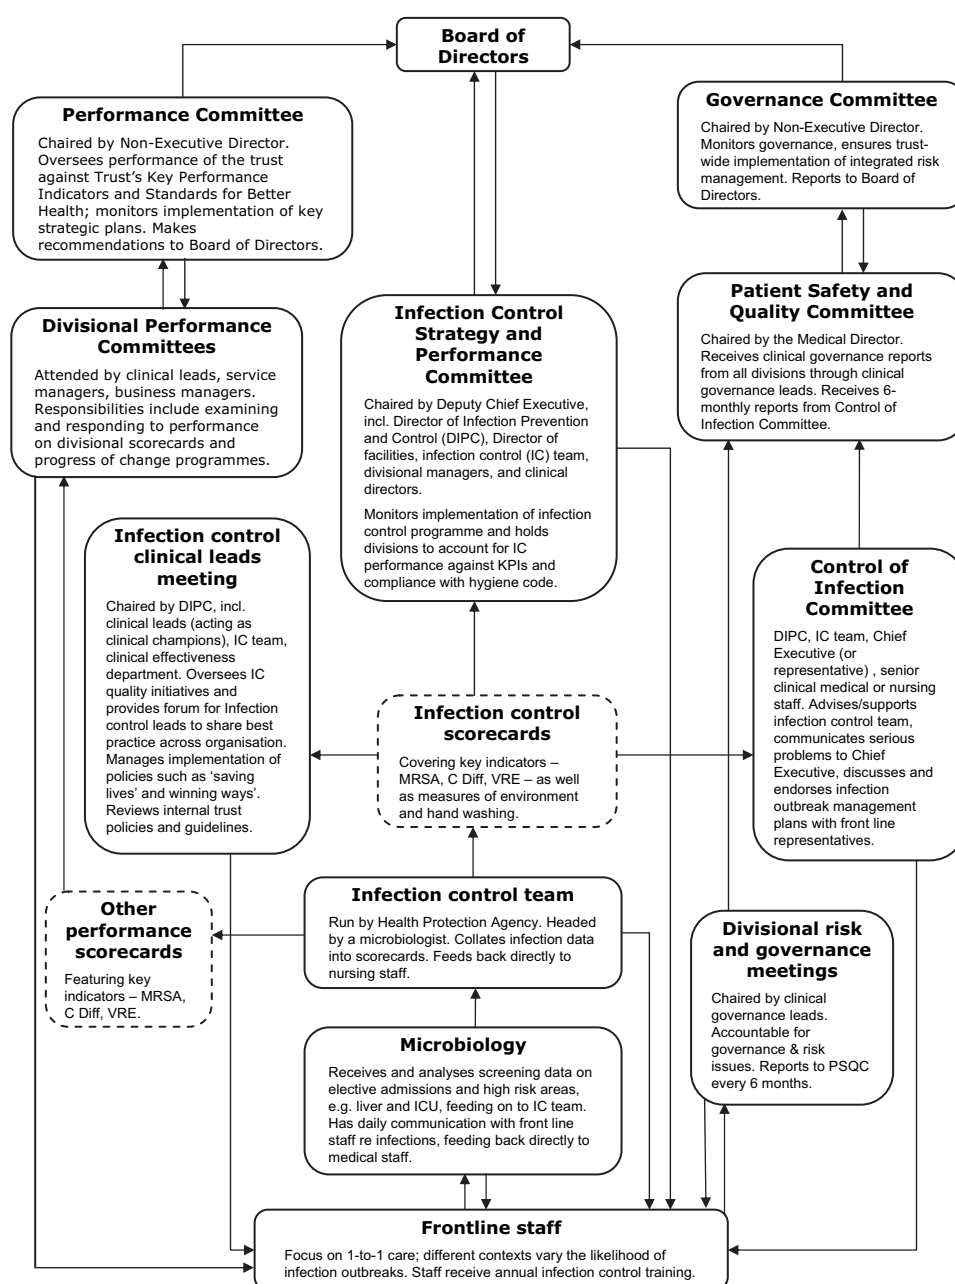 Board of
Directors
Performance Committee
Chaired by Non-Executive Director.
Oversees performance of the trust
against Trust's Key Performance
Indicators and Standards for Better
Health; monitors implementation of key
strategic plans. Makes
recommendations to Board of Directors.
Governance Committee
Chaired by Non-Executive Director.
Monitors governance, ensures trust-
wide implementation of integrated risk
management. Reports to Board of
Directors.
Divisional Performance
Committees
Attended by clinical leads, service
managers, business managers.
Responsibilities include examining
and responding to performance
on divisional scorecards and
progress of change programmes.
Infection Control
Strategy and
Performance
Committee
Chaired by Deputy Chief Executive,
incl. Director of Infection Prevention
and Control (DIPC), Director of
facilities, infection control (IC) team,
divisional managers, and clinical
directors.
Monitors implementation of infection
control programme and holds
divisions to account for IC
performance against KPIs and
compliance with hygiene code.
Patient Safety and
Quality Committee
Chaired by the Medical Director.
Receives clinical governance reports
from all divisions through clinical
governance leads. Receives 6-
monthly reports from Control of
Infection Committee.
Infection control
clinical leads
meeting
Chaired by DIPC, incl.
clinical leads (acting as
clinical champions), IC team,
clinical effectiveness
department. Oversees IC
quality initiatives and
provides forum for Infection
control leads to share best
practice across organisation.
Manages implementation of
policies such as 'saving
lives' and winning ways'.
Reviews internal trust
policies and guidelines.
Infection control
scorecards
Covering key indicators –
MRSA, C Diff, VRE – as well
as measures of environment
and hand washing.
Control of
Infection
Committee
DIPC, IC team, Chief
Executive (or
representative) , senior
clinical medical or nursing
staff. Advises/supports
infection control team,
communicates serious
problems to Chief
Executive, discusses and
endorses infection
outbreak management
plans with front line
representatives.
Other
performance
scorecards
Featuring key
indicators – MRSA,
C Diff, VRE.
Infection control team
Run by Health Protection Agency. Headed
by a microbiologist. Collates infection data
into scorecards. Feeds back directly to
nursing staff.
Divisional risk
and governance
meetings
Chaired by clinical
governance leads.
Accountable for
governance & risk
issues. Reports to PSQC
every 6 months.
Microbiology
Receives and analyses screening data on
elective admissions and high risk areas,
e.g. liver and ICU, feeding on to IC team.
Has daily communication with front line
staff re infections, feeding back directly to
medical staff.
Frontline staff
Focus on 1-to-1 care; different contexts vary the likelihood of
infection outbreaks. Staff receive annual infection control training.